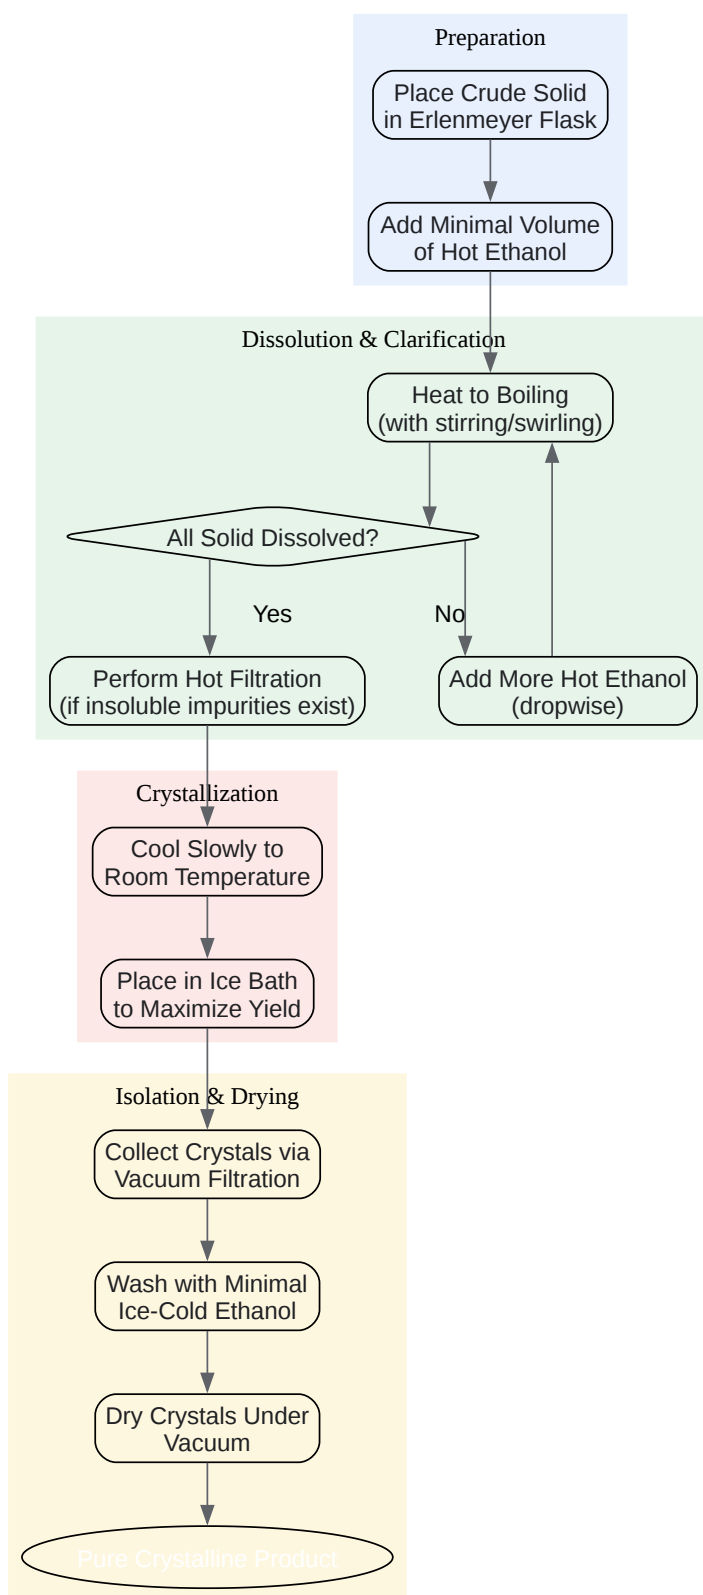 Preparation
Place Crude Solid
in Erlenmeyer Flask
Add Minimal Volume
of Hot Ethanol
Dissolution & Clarification
Heat to Boiling
(with stirring/swirling)
All Solid Dissolved?
Yes
No
Perform Hot Filtration
(if insoluble impurities exist)
Add More Hot Ethanol
(dropwise)
Crystallization
Cool Slowly to
Room Temperature
Place in Ice Bath
to Maximize Yield
Isolation & Drying
Collect Crystals via
Vacuum Filtration
Wash with Minimal
Ice-Cold Ethanol
Dry Crystals Under
Vacuum
Pure Crystalline Product